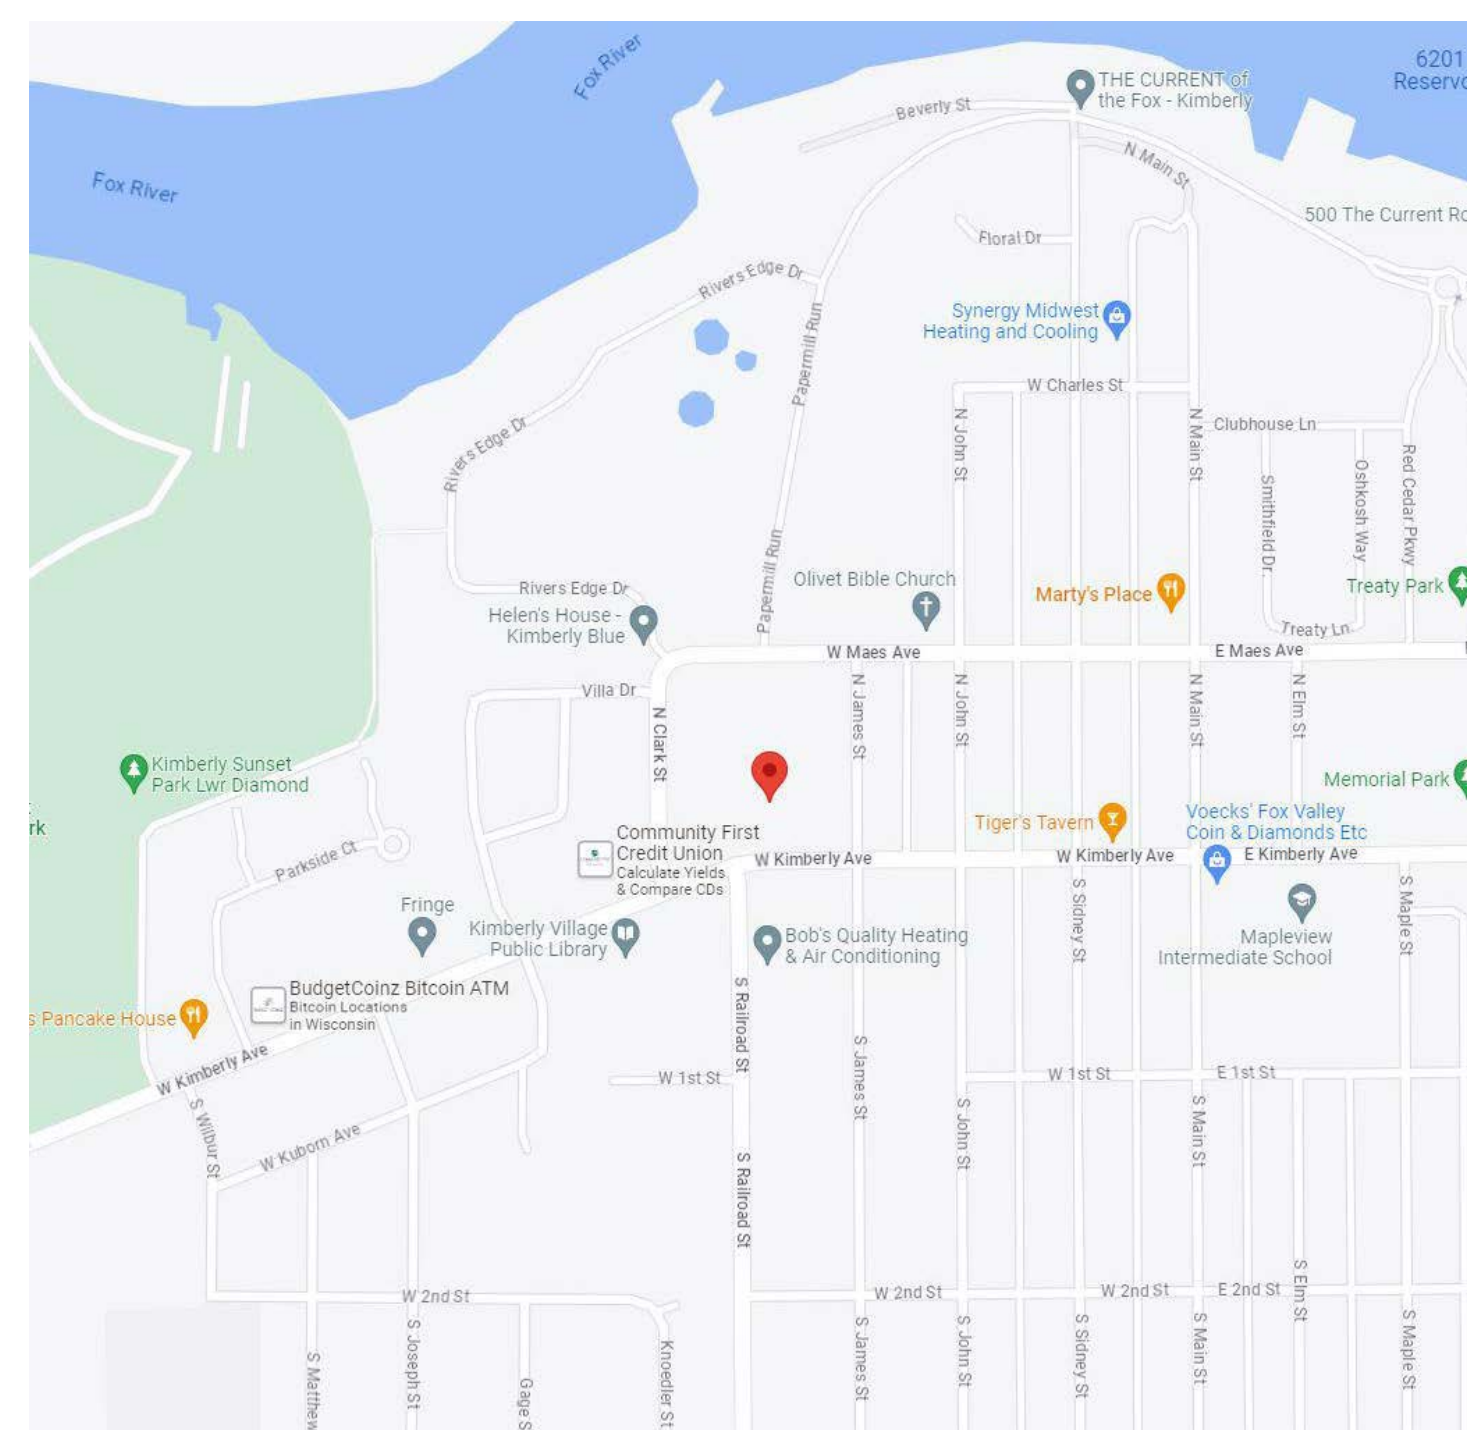 Fox River
6201
Reservo
THE CURRENT of
the Fox - Kimberly
Beverly St
N Main St
Fox River
500 The Current Ro
Floral Dr
Rivers Edge Dr
Synergy Midwest
Heating and Cooling
Papermill Run
W Charles St
N John St
N Main St
Clubhouse Ln
Rivers Edge Dr
Red Cedar Pkwy
Oshkosh Way
Smithfield Dr.
Papermill Run
Olivet Bible Church
Marty's Place
Treaty Park
Rivers Edge Dr
Helen's House -
Kimberly Blue
Treaty Ln
W Maes Ave
E Maes Ave
Villa Dr
N Clark St
N James St
N John St
N Main St
N Elm St
Kimberly Sunset
Park Lwr Diamond
Memorial Park
rk
Tiger's Tavern
Voecks' Fox Valley
Coin & Diamonds Etc
Community First
Credit Union
Calculate Yields
& Compare CDs
W Kimberly Ave
W Kimberly Ave
E Kimberly Ave
Parkside Ct
Fringe
Kimberly Village
Public Library
Bob's Quality Heating
& Air Conditioning
S Sidney St
Mapleview
Intermediate School
S Maple St
BudgetCoinz Bitcoin ATM
Bitcoin Locations
in Wisconsin
s Pancake House
S Railroad St
W Kimberly Ave
S James St
W 1st St
W 1st St
E 1st St
S Wilbur St
W Kuborn Ave
S John St
S Main St
S Railroad St
W 2nd St
W 2nd St
W 2nd St
E 2nd St
S Elm St
S Matthew
S Joseph St
Gage S
Knoedler St
S James St
S John St
S Sidney St
S Main St
S Maple St